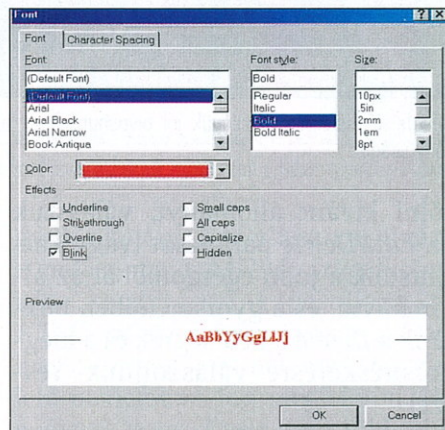 Font
Font Character Spacing
Font: Font style: Size:
(Default Font) Bold
(Default Font) Regular 10px
Arial Italic .5in
Arial Black Bold 2mm
Arial Narrow Bold Italic 1em
Book Antiqua 8pt
Color:
Effects
Underline Small caps
Strikethrough All caps
Overline Capitalize
Blink Hidden
Preview
AaBbYyGgLlJj
OK Cancel